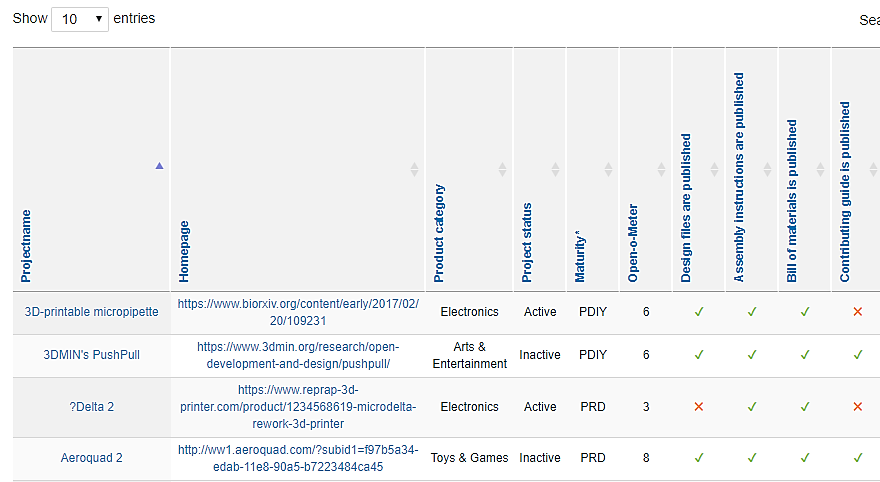 Show 10 entries
Sea
Projectname
Homepage
Product category
Project status
Maturity*
Open-o-Meter
Design files are published
Assembly instructions are published
Bill of materials is published
Contributing guide is published
3D-printable micropipette
https://www.biorxiv.org/content/early/2017/02/
20/109231
Electronics
Active
PDIY
6
✓
✓
✓
✕
3DMIN's PushPull
https://www.3dmin.org/research/open-
development-and-design/pushpull/
Arts &
Entertainment
Inactive
PDIY
6
✓
✓
✓
✓
?Delta 2
https://www.reprap-3d-
printer.com/product/1234568619-microdelta-
rework-3d-printer
Electronics
Active
PRD
3
✕
✓
✓
✕
Aeroquad 2
http://ww1.aeroquad.com/?subid1=f97b5a34-
edab-11e8-90a5-b7223484ca45
Toys & Games
Inactive
PRD
8
✓
✓
✓
✓